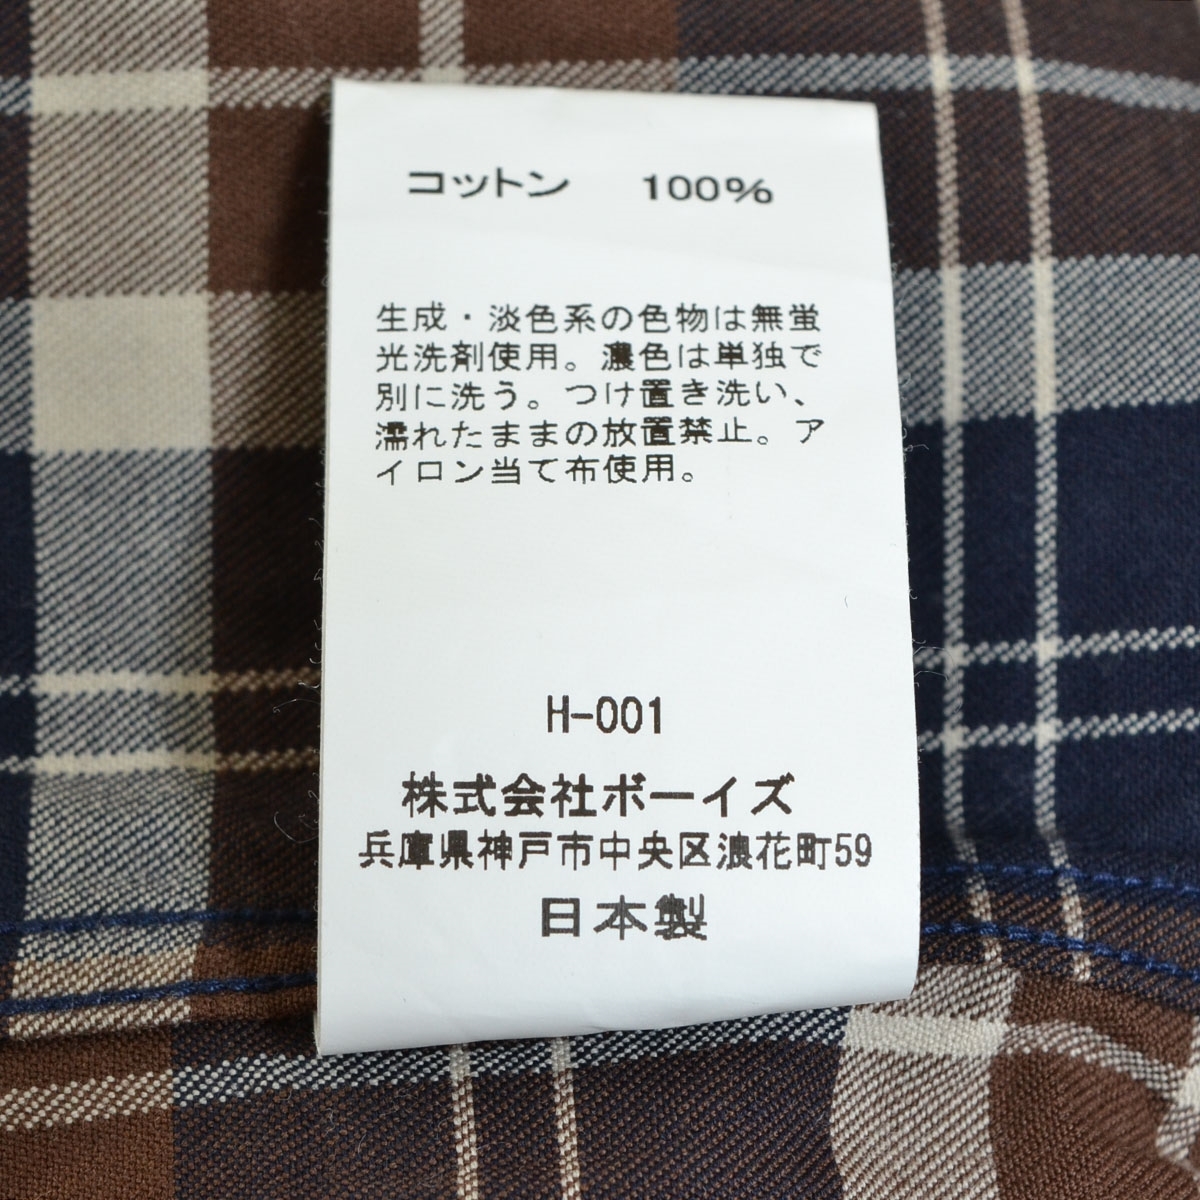 コットン 100%
生成・淡色系の色物は無蛍
光洗剤使用。濃色は単独で
別に洗う。つけ置き洗い、
濡れたままの放置禁止。ア
イロン当て布使用。
H-001
株式会社ボーイズ
兵庫県神戸市中央区浪花町59
日本製